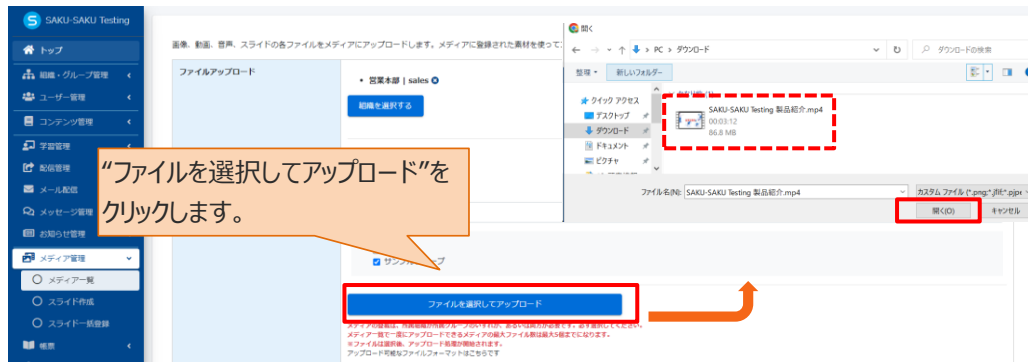 SAKU-SAKU Testing
トップ
組織・グループ管理
ユーザー管理
コンテンツ管理
学習管理
配信管理
メール配信
メッセージ管理
お知らせ管理
メディア管理
メディア一覧
スライド作成
スライド一括登録
帳票
画像、動画、音声、スライドの各ファイルをメディアにアップロードします。メディアに登録された素材を使って
ファイルアップロード
営業本部 | sales
組織を選択する
“ファイルを選択してアップロード”を
クリックします。
ファイルを選択してアップロード
メディアの登録は、所属組織か所属グループのいずれか、あるいは両方が必要です。必ず選択してください。
メディア一覧で一度にアップロードできるメディアの最大ファイル数は最大5個までになります。
※ファイルは選択後、アップロード処理が開始されます。
アップロード可能なファイルフォーマットはこちらです
開く
PC > ダウンロード
ダウンロードの検索
整理
新しいフォルダー
クイック アクセス
デスクトップ
ダウンロード
ドキュメント
ピクチャ
SAKU-SAKU Testing 製品紹介.mp4
00:03:12
86.8 MB
ファイル名(N):
SAKU-SAKU Testing 製品紹介.mp4
カスタム ファイル (*.png;*.jfif;*.pjpe
開く(O)
キャンセル